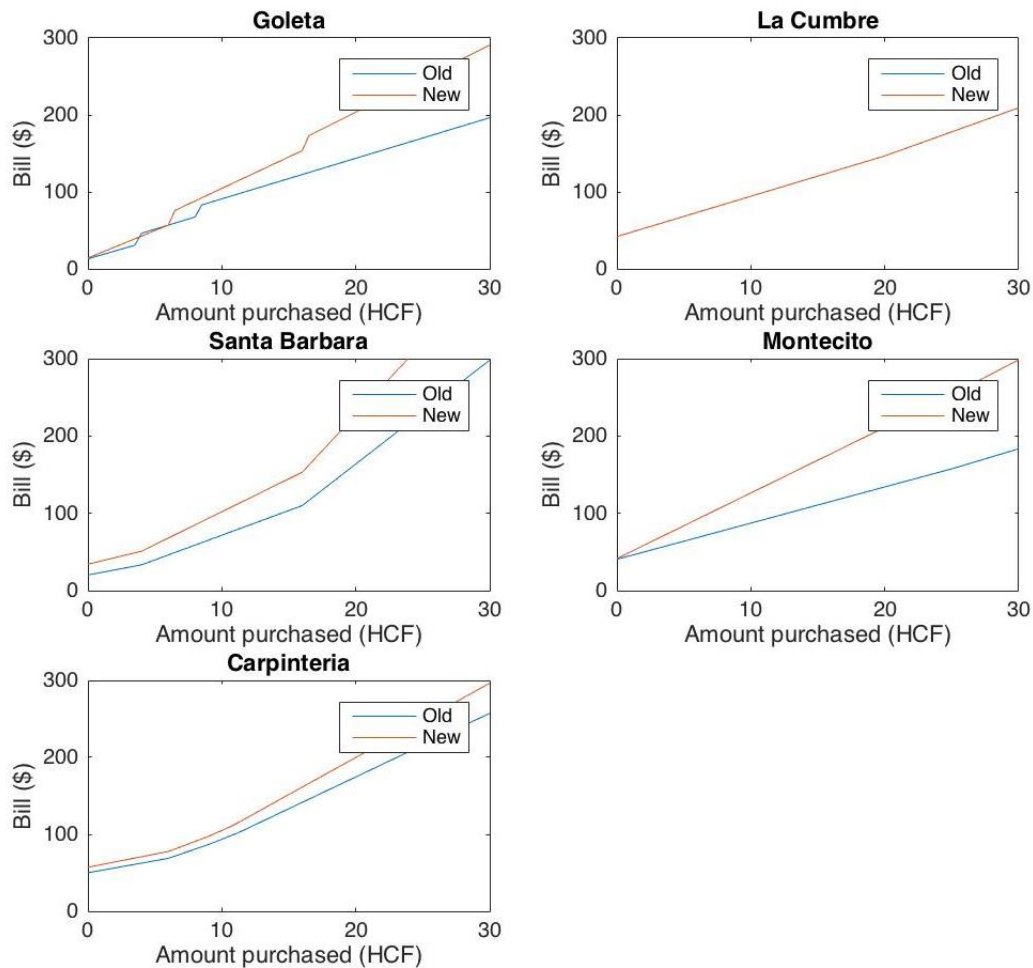 Goleta
300
200
100
0
Bill ($)
Old
New
0 10 20 30
Amount purchased (HCF)
La Cumbre
300
200
100
0
Bill ($)
Old
New
0 10 20 30
Amount purchased (HCF)
Santa Barbara
300
200
100
0
Bill ($)
Old
New
0 10 20 30
Amount purchased (HCF)
Montecito
300
200
100
0
Bill ($)
Old
New
0 10 20 30
Amount purchased (HCF)
Carpinteria
300
200
100
0
Bill ($)
Old
New
0 10 20 30
Amount purchased (HCF)